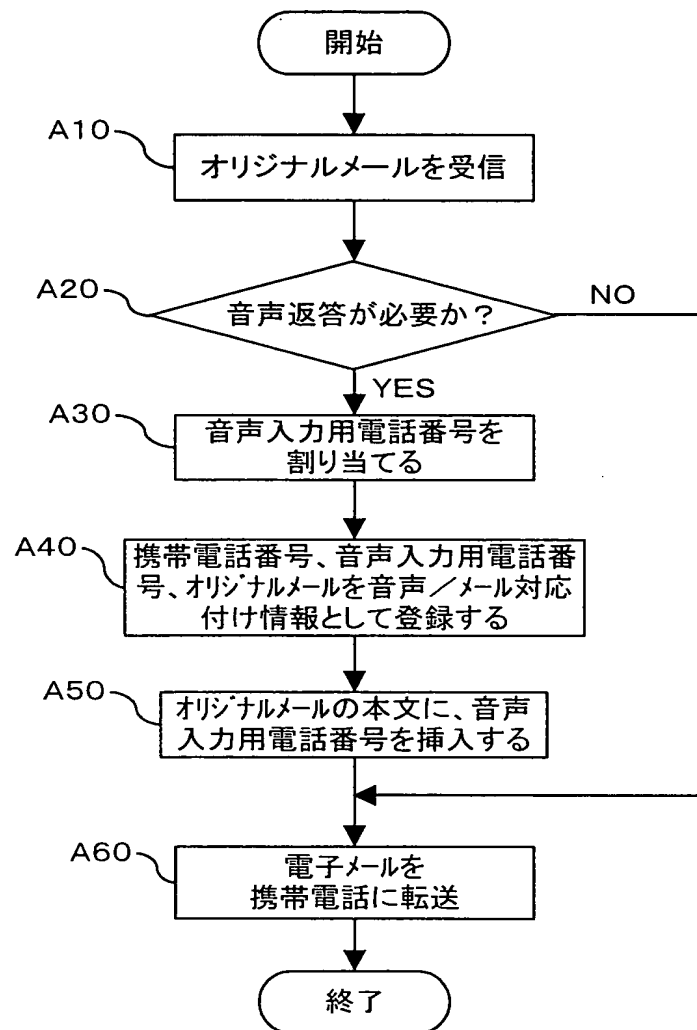 開始
A10
オリジナルメールを受信
A20
音声返答が必要か?
NO
YES
A30
音声入力用電話番号を
割り当てる
A40
携帯電話番号、音声入力用電話番
号、オリジナルメールを音声/メール対応
付け情報として登録する
A50
オリジナルメールの本文に、音声
入力用電話番号を挿入する
A60
電子メールを
携帯電話に転送
終了